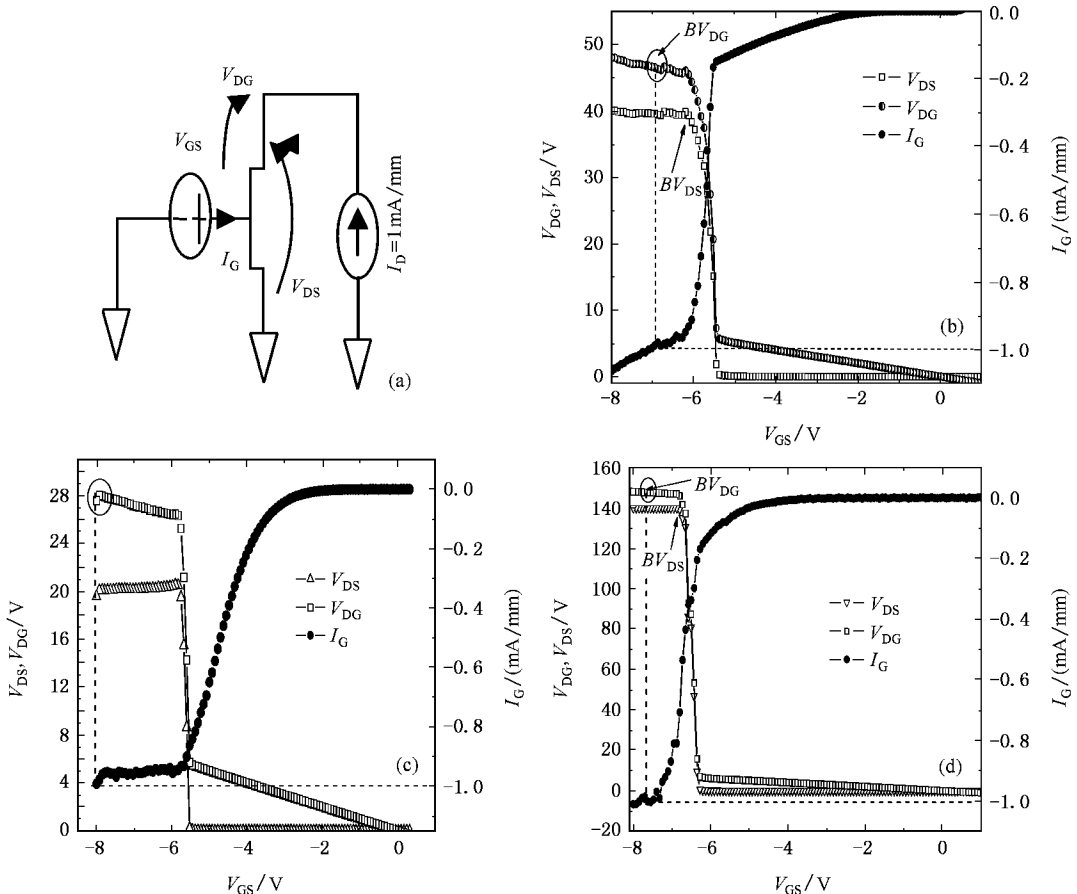 V_DG
V_GS
I_G
V_DS
I_D=1mA/mm
(a)
50
40
30
20
10
0
V_DG, V_DS/V
BV_DG
BV_DS
V_DS
V_DG
I_G
0.0
−0.2
−0.4
−0.6
−0.8
−1.0
I_G/(mA/mm)
(b)
−8
−6
−4
−2
0
V_GS/V
28
24
20
16
12
8
4
0
V_DS, V_DG/V
V_DS
V_DG
I_G
0.0
−0.2
−0.4
−0.6
−0.8
−1.0
I_G/(mA/mm)
(c)
−8
−6
−4
−2
0
V_GS/V
160
140
120
100
80
60
40
20
0
−20
V_DG, V_DS/V
BV_DG
BV_DS
V_DS
V_DG
I_G
0.0
−0.2
−0.4
−0.6
−0.8
−1.0
I_G/(mA/mm)
(d)
−8
−6
−4
−2
0
V_GS/V